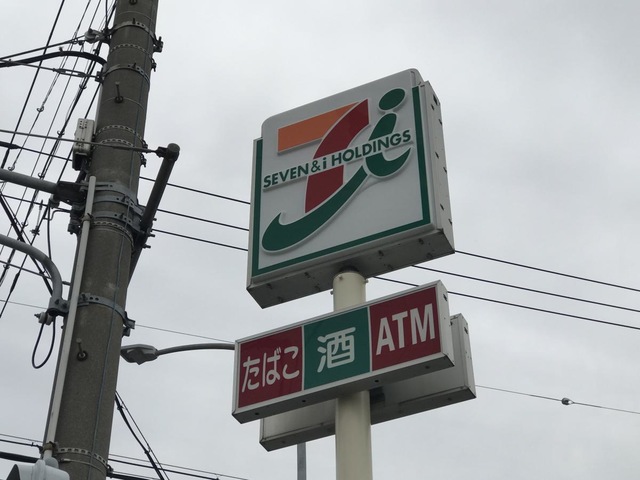 SEVEN & i HOLDINGS
たばこ 酒 ATM